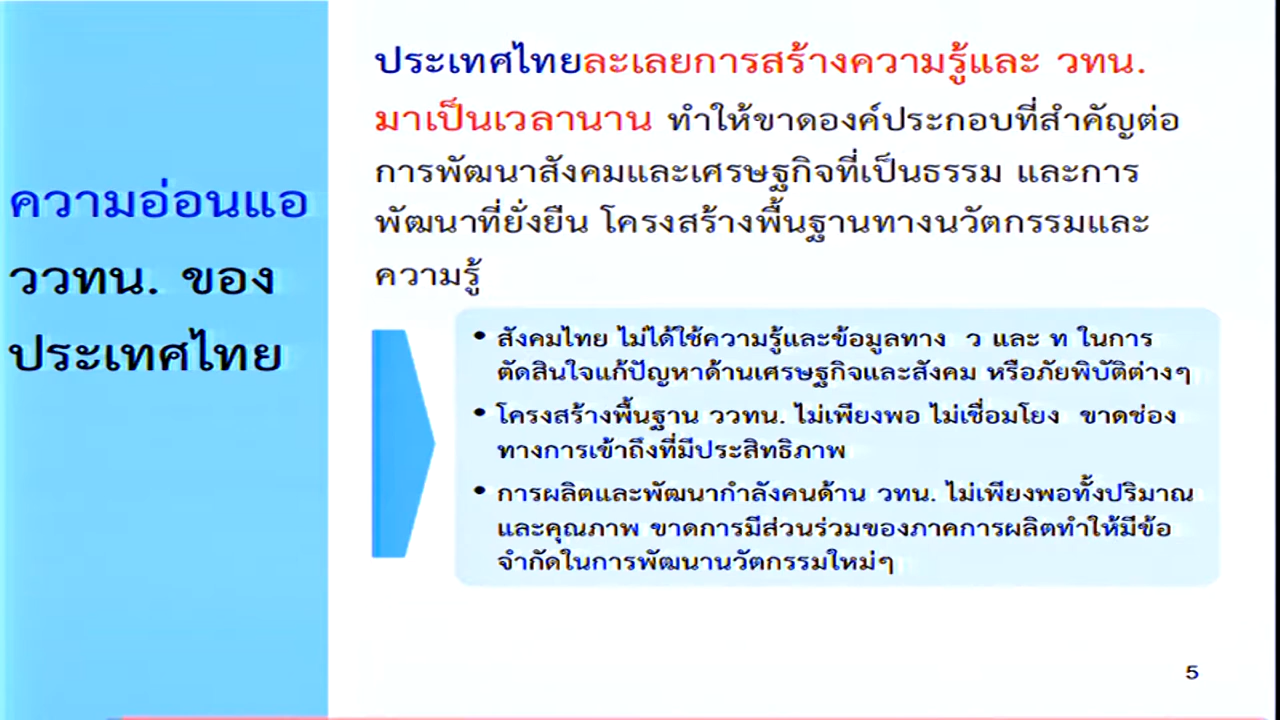 ความอ่อนแอ
ววทน. ของ
ประเทศไทย
ประเทศไทยละเลยการสร้างความรู้และ วทน.
มาเป็นเวลานาน ทำให้ขาดองค์ประกอบที่สำคัญต่อ
การพัฒนาสังคมและเศรษฐกิจที่เป็นธรรม และการ
พัฒนาที่ยั่งยืน โครงสร้างพื้นฐานทางนวัตกรรมและ
ความรู้
• สังคมไทย ไม่ได้ใช้ความรู้และข้อมูลทาง ว และ ท ในการ
ตัดสินใจแก้ปัญหาด้านเศรษฐกิจและสังคม หรือภัยพิบัติต่างๆ
• โครงสร้างพื้นฐาน ววทน. ไม่เพียงพอ ไม่เชื่อมโยง ขาดช่อง
ทางการเข้าถึงที่มีประสิทธิภาพ
• การผลิตและพัฒนากำลังคนด้าน วทน. ไม่เพียงพอทั้งปริมาณ
และคุณภาพ ขาดการมีส่วนร่วมของภาคการผลิตทำให้มีข้อ
จำกัดในการพัฒนานวัตกรรมใหม่ๆ
5